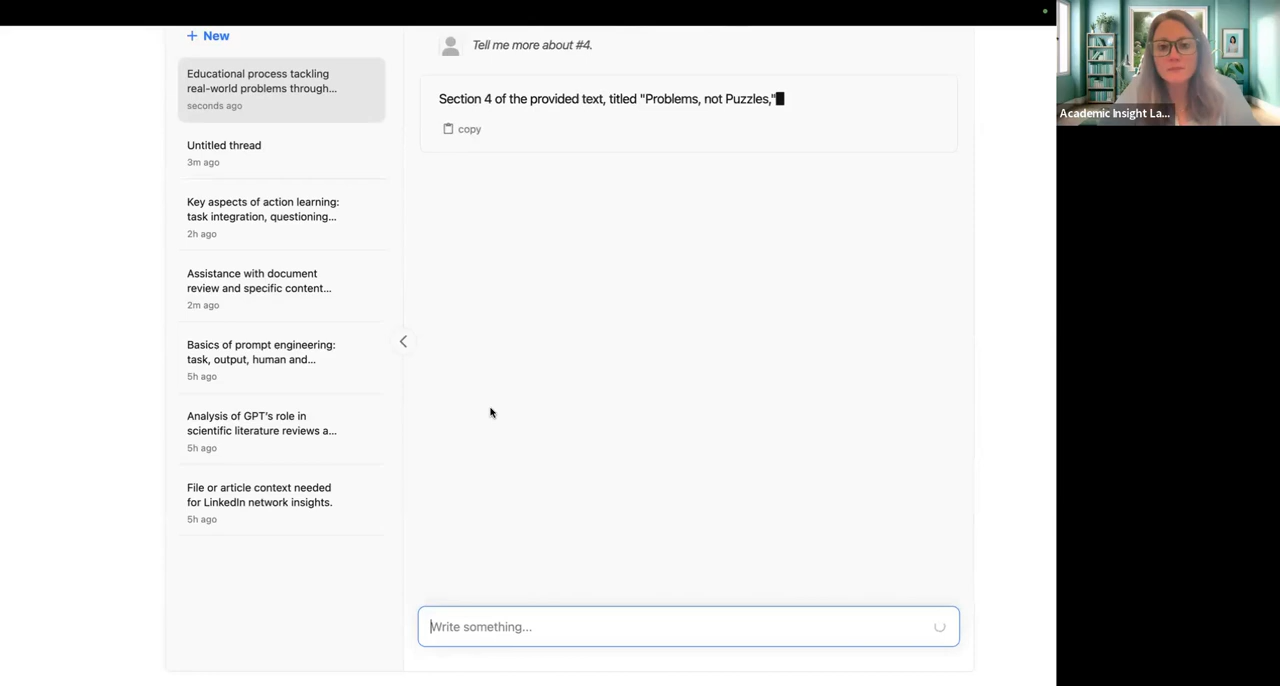 + New
Educational process tackling
real-world problems through...
seconds ago
Untitled thread
3m ago
Key aspects of action learning:
task integration, questioning...
2h ago
Assistance with document
review and specific content...
2m ago
Basics of prompt engineering:
task, output, human and...
5h ago
Analysis of GPT's role in
scientific literature reviews a...
5h ago
File or article context needed
for LinkedIn network insights.
5h ago
Tell me more about #4.
Section 4 of the provided text, titled "Problems, not Puzzles,"
copy
Write something...
Academic Insight La...